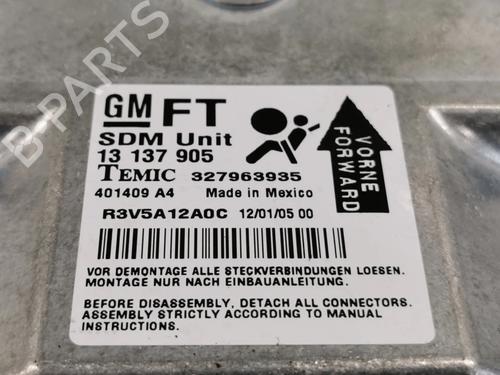 B-PARTS
GM FT
SDM Unit
13 137 905
TEMIC 327963935
401409 A4 Made in Mexico
R3V5A12A0C 12/01/05 00
VORNE
FORWARD
VOR DEMONTAGE ALLE STECKVERBINDUNGEN LOESEN.
MONTAGE NUR NACH EINBAUANLEITUNG.
BEFORE DISASSEMBLY, DETACH ALL CONNECTORS.
ASSEMBLY STRICTLY ACCORDING TO MANUAL
INSTRUCTIONS.